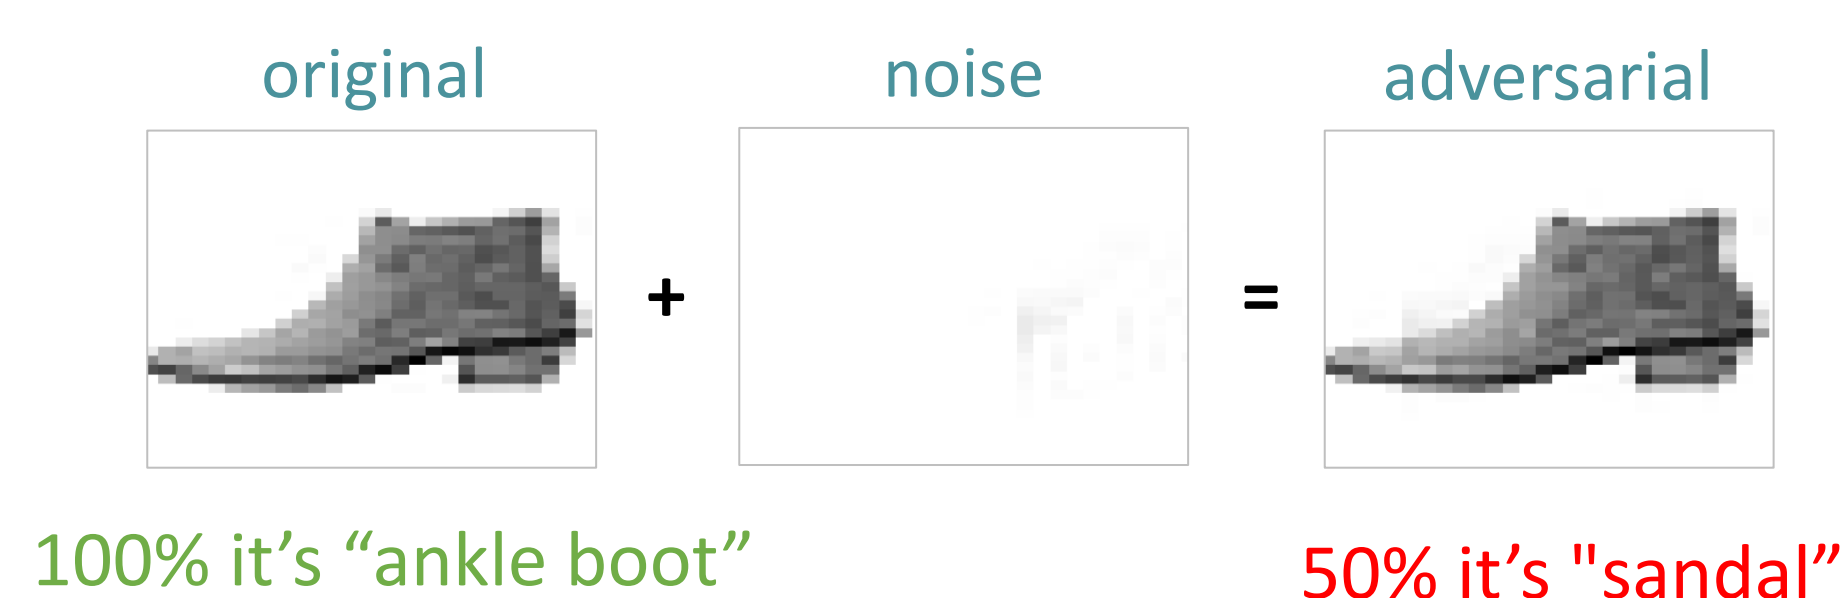 original noise adversarial
+ =
100% it’s “ankle boot” 50% it’s "sandal”